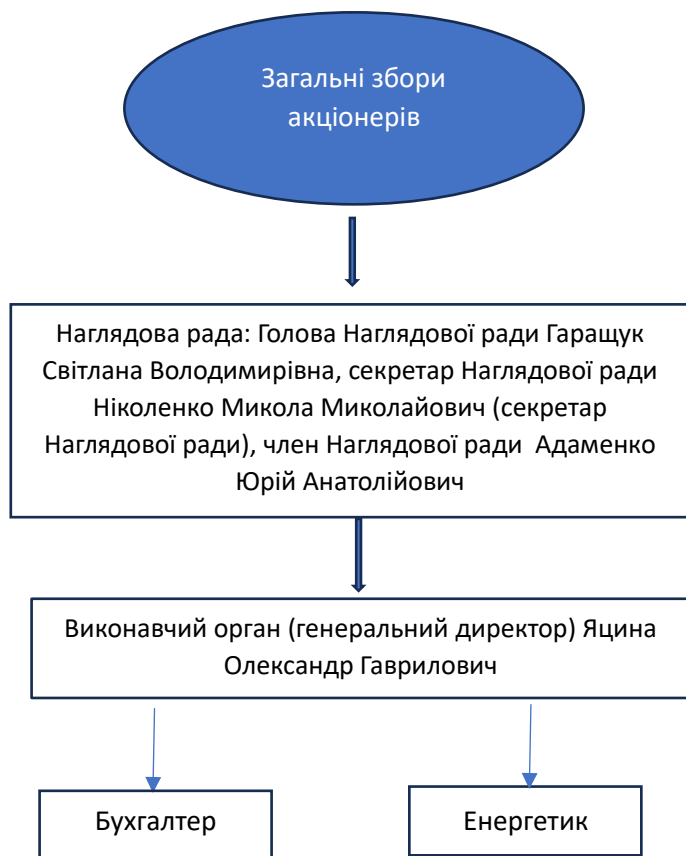 Загальні збори
акціонерів
Наглядова рада: Голова Наглядової ради Гаращук
Світлана Володимирівна, секретар Наглядової ради
Ніколенко Микола Миколайович (секретар
Наглядової ради), член Наглядової ради  Адаменко
Юрій Анатолійович
Виконавчий орган (генеральний директор) Яцина
Олександр Гаврилович
Бухгалтер
Енергетик